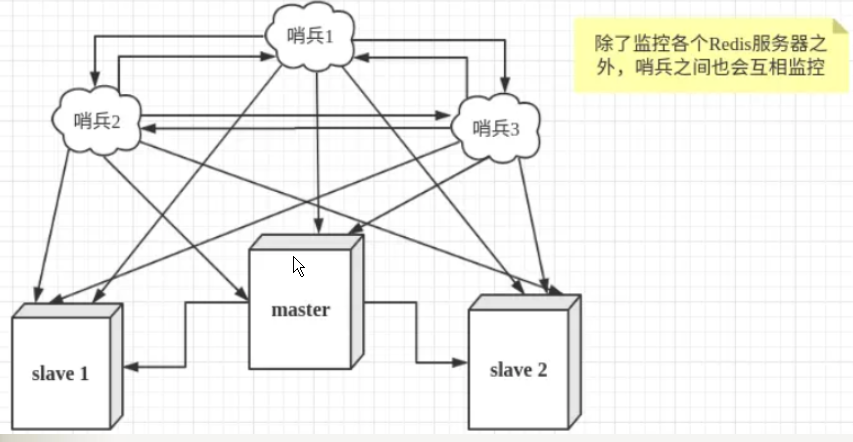 哨兵1
除了监控各个Redis服务器之
外，哨兵之间也会互相监控
哨兵2
哨兵3
master
slave 1
slave 2